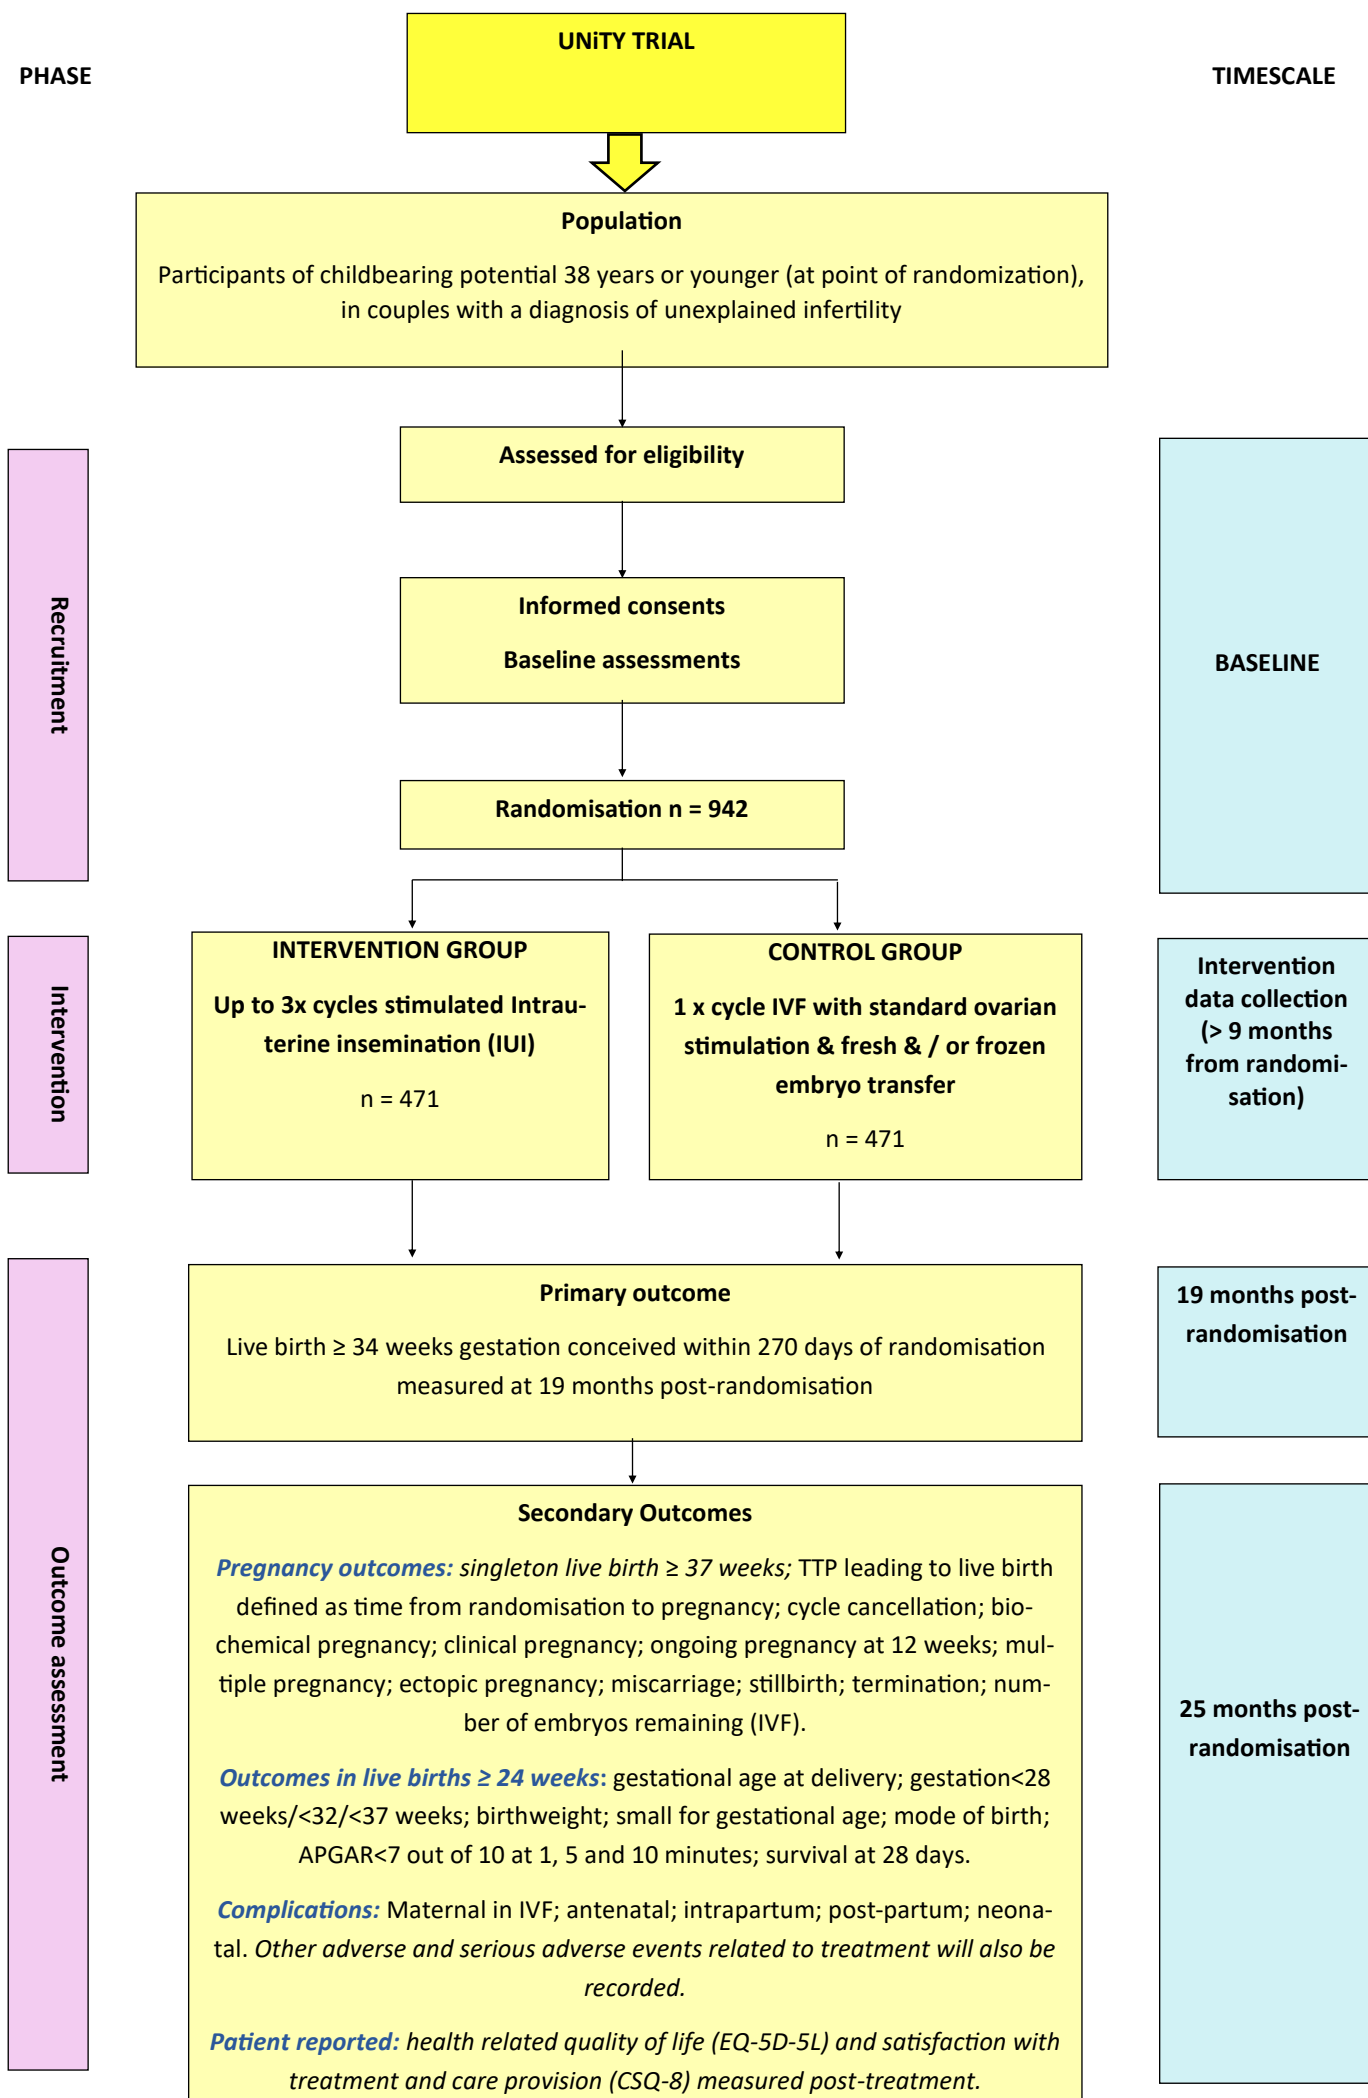 UNiTY TRIAL
PHASE
TIMESCALE
Population
Participants of childbearing potential 38 years or younger (at point of randomization),
in couples with a diagnosis of unexplained infertility
Recruitment
Assessed for eligibility
Informed consents
Baseline assessments
BASELINE
Randomisation n = 942
Intervention
INTERVENTION GROUP
Up to 3x cycles stimulated Intrau-
terine insemination (IUI)
n = 471
CONTROL GROUP
1 x cycle IVF with standard ovarian
stimulation & fresh & / or frozen
embryo transfer
n = 471
Intervention
data collection
(> 9 months
from randomi-
sation)
Outcome assessment
Primary outcome
Live birth ≥ 34 weeks gestation conceived within 270 days of randomisation
measured at 19 months post-randomisation
19 months post-
randomisation
Secondary Outcomes
Pregnancy outcomes: singleton live birth ≥ 37 weeks; TTP leading to live birth
defined as time from randomisation to pregnancy; cycle cancellation; bio-
chemical pregnancy; clinical pregnancy; ongoing pregnancy at 12 weeks; mul-
tiple pregnancy; ectopic pregnancy; miscarriage; stillbirth; termination; num-
ber of embryos remaining (IVF).
Outcomes in live births ≥ 24 weeks: gestational age at delivery; gestation<28
weeks/<32/<37 weeks; birthweight; small for gestational age; mode of birth;
APGAR<7 out of 10 at 1, 5 and 10 minutes; survival at 28 days.
Complications: Maternal in IVF; antenatal; intrapartum; post-partum; neona-
tal. Other adverse and serious adverse events related to treatment will also be
recorded.
Patient reported: health related quality of life (EQ-5D-5L) and satisfaction with
treatment and care provision (CSQ-8) measured post-treatment.
25 months post-
randomisation